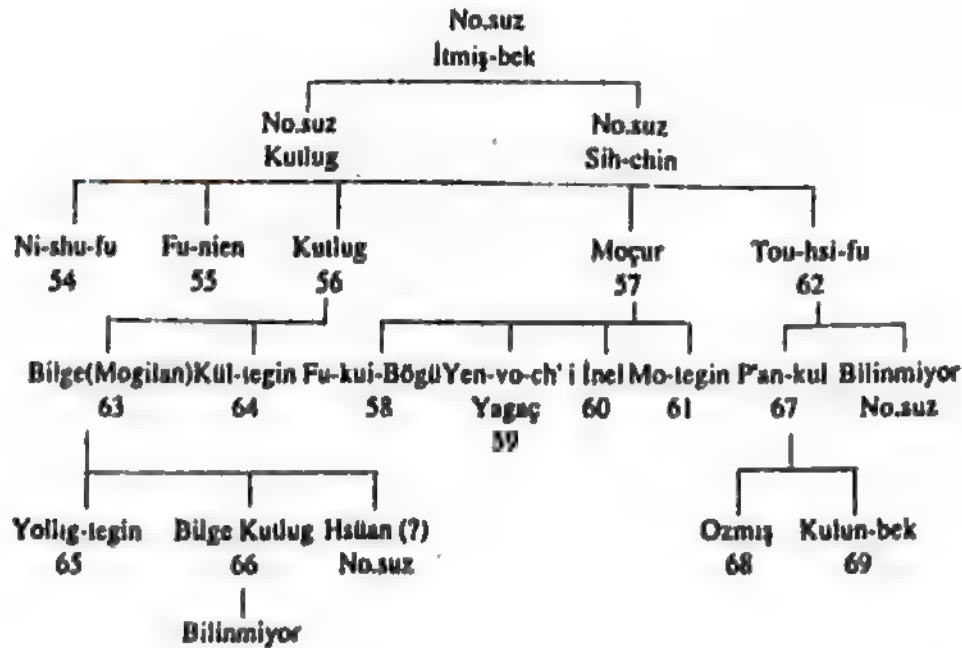 No.suz
İtmiş-bek
No.suz No.suz
Kutlug Sih-chin
Ni-shu-fu Fu-nien Kutlug Moçur Tou-hsi-fu
54 55 56 57 62
Bilge(Mogilan) Kül-tegin Fu-kui-Bögü Yen-vo-ch' i İnel Mo-tegin P'an-kul Bilinmiyor
63 64 58 Yagaç 60 61 67 No.suz
59
Yollıg-tegin Bilge Kutlug Hsüan (?) Ozmış Kulun-bek
65 66 No.suz 68 69
Bilinmiyor